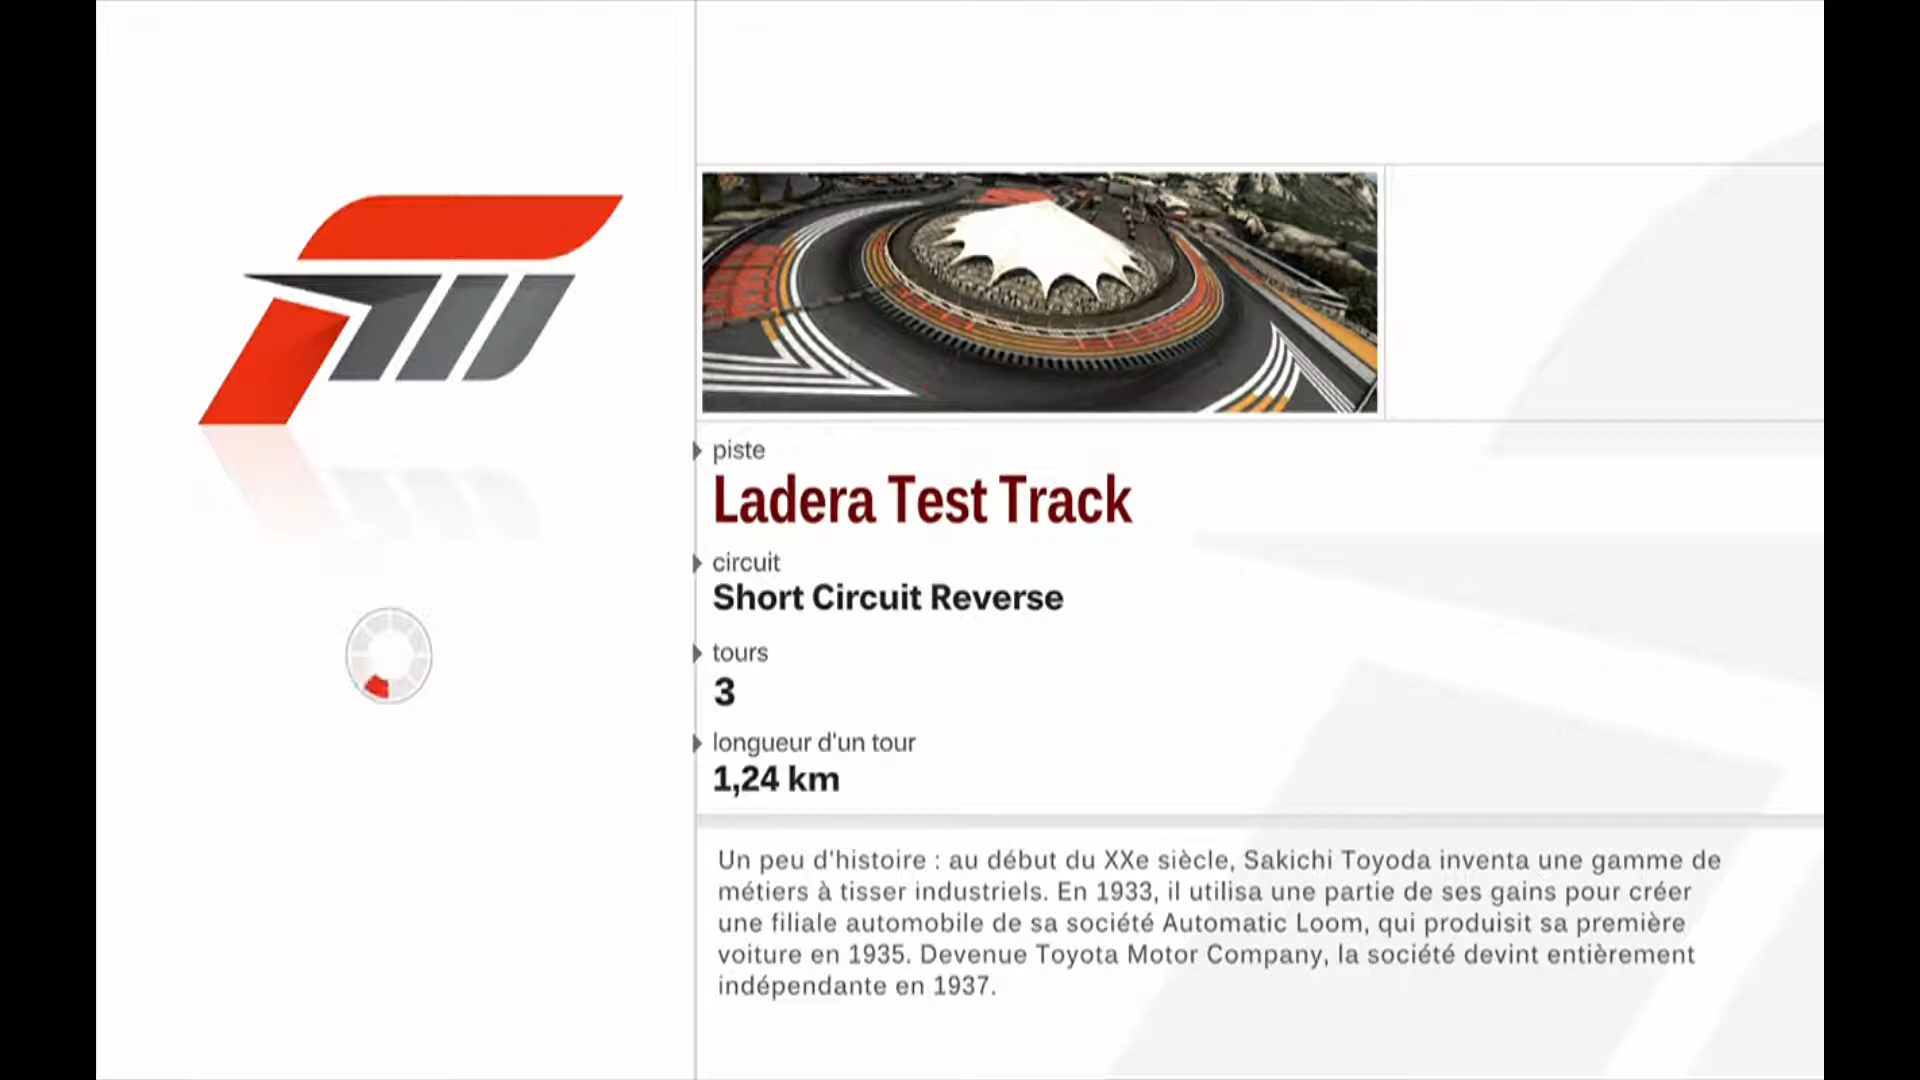 piste
Ladera Test Track
circuit
Short Circuit Reverse
tours
3
longueur d'un tour
1,24 km
Un peu d'histoire : au début du XXe siècle, Sakichi Toyoda inventa une gamme de
métiers à tisser industriels. En 1933, il utilisa une partie de ses gains pour créer
une filiale automobile de sa société Automatic Loom, qui produisit sa première
voiture en 1935. Devenue Toyota Motor Company, la société devint entièrement
indépendante en 1937.